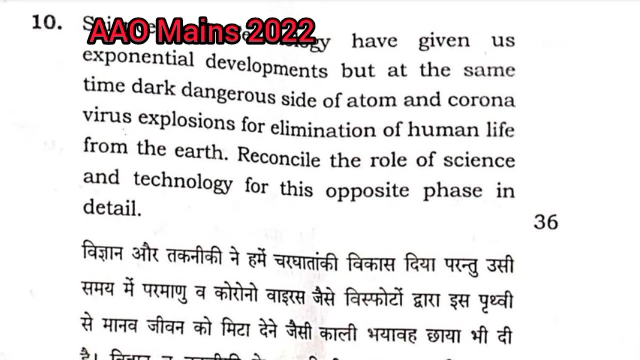 AAO Mains 2022
10.
have given us
exponential developments but at the same
time dark dangerous side of atom and corona
virus explosions for elimination of human life
from the earth. Reconcile the role of science
and technology for this opposite phase in
detail.
36
विज्ञान और तकनीकी ने हमें चरघातांकी विकास दिया परन्तु उसी
समय में परमाणु व कोरोनो वाइरस जैसे विस्फोटों द्वारा इस पृथ्वी
से मानव जीवन को मिटा देने जैसी काली भयावह छाया भी दी